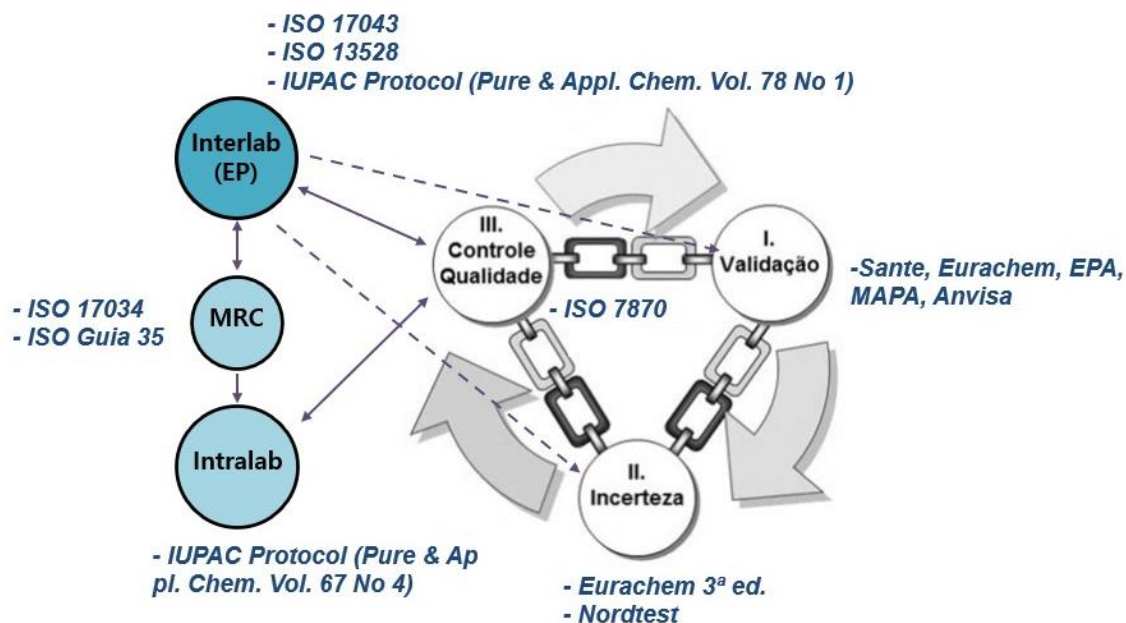 - ISO 17043
- ISO 13528
- IUPAC Protocol (Pure & Appl. Chem. Vol. 78 No 1)
Interlab
(EP)
III.
Controle
Qualidade
I.
Validação
-Sante, Eurachem, EPA,
MAPA, Anvisa
- ISO 17034
- ISO Guia 35
MRC
- ISO 7870
Intralab
II.
Incerteza
- IUPAC Protocol (Pure & Ap
pl. Chem. Vol. 67 No 4)
- Eurachem 3ª ed.
- Nordtest